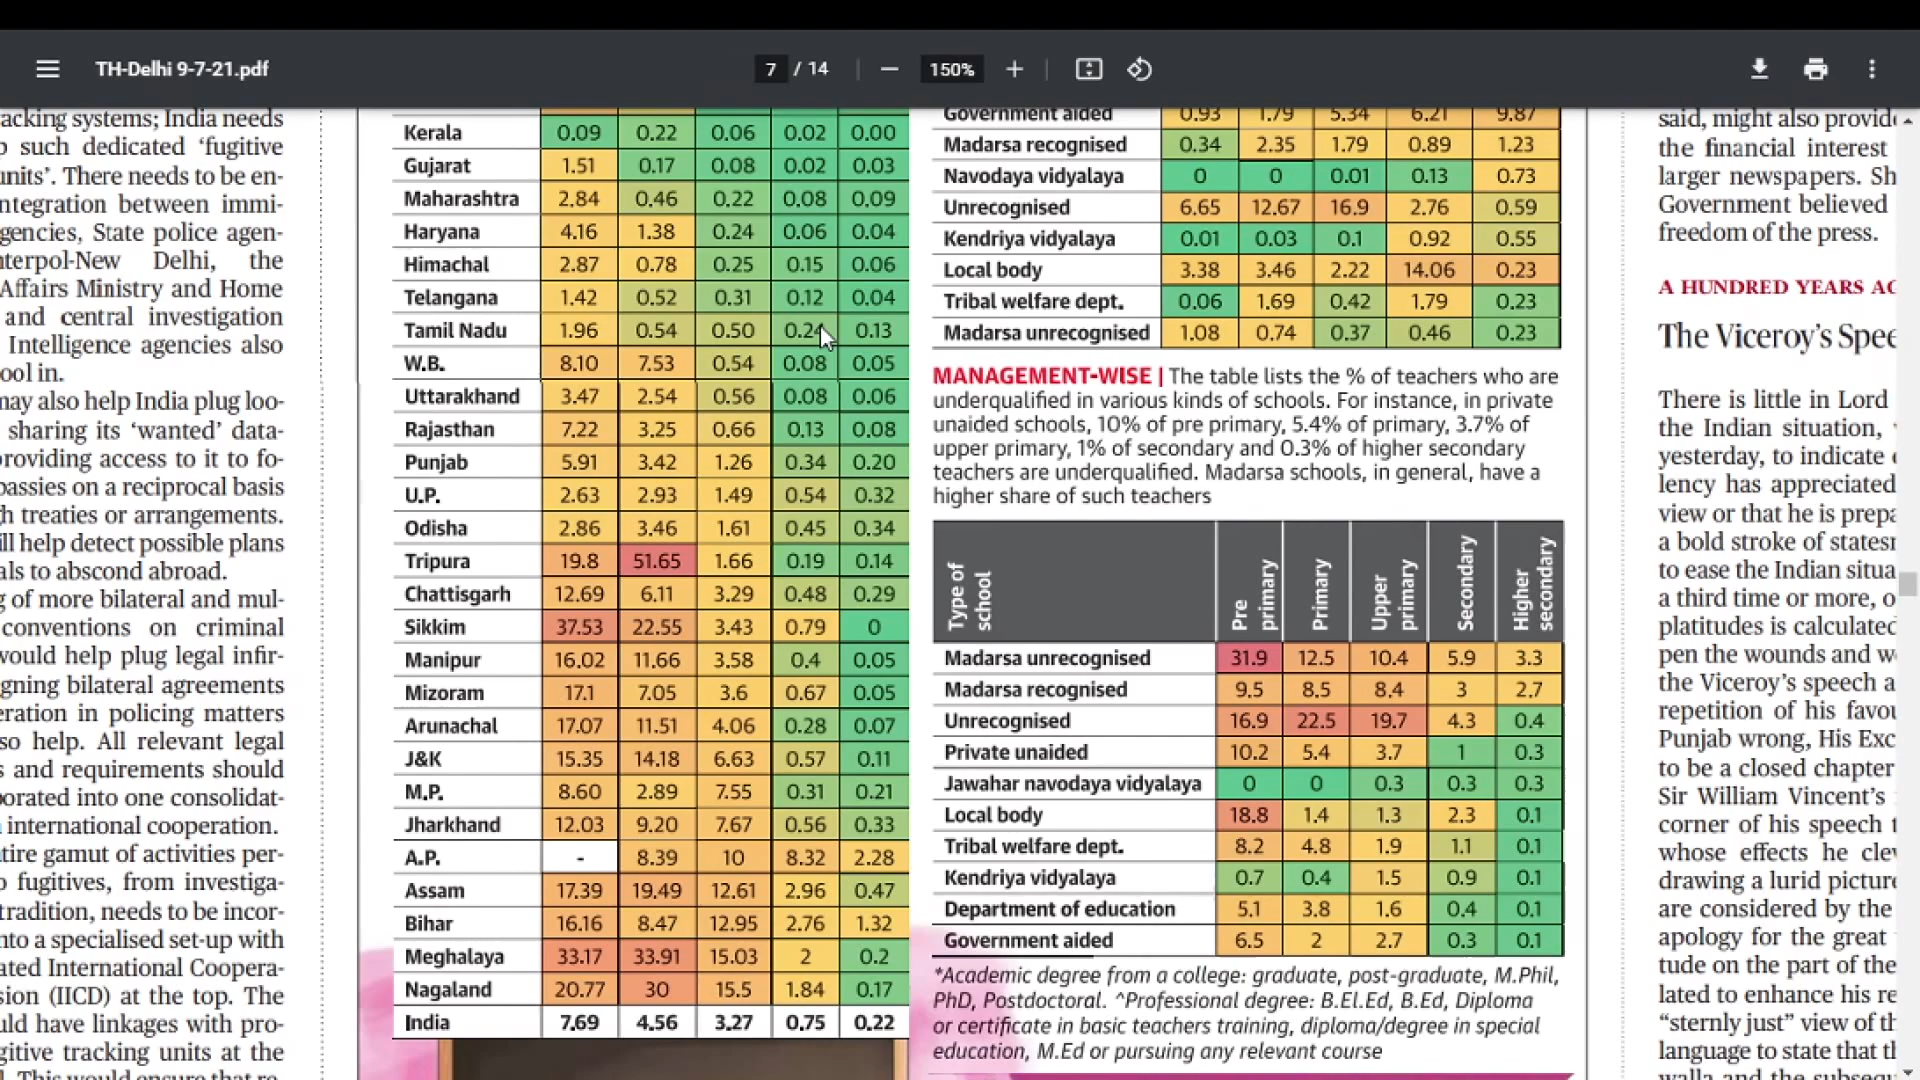 TH-Delhi 9-7-21.pdf
7 / 14
150%
acking systems; India needs
such dedicated ‘fugitive
units’. There needs to be en-
ntegration between immi-
gencies, State police agen-
nterpol-New Delhi, the
Affairs Ministry and Home
and central investigation
Intelligence agencies also
ool in.
may also help India plug loo-
sharing its ‘wanted’ data-
providing access to it to fo-
bassies on a reciprocal basis
gh treaties or arrangements.
ill help detect possible plans
als to abscond abroad.
g of more bilateral and mul-
conventions on criminal
would help plug legal infir-
igning bilateral agreements
eration in policing matters
so help. All relevant legal
s and requirements should
porated into one consolidat-
international cooperation.
tire gamut of activities per-
o fugitives, from investiga-
tradition, needs to be incor-
nto a specialised set-up with
ated International Coopera-
sion (IICD) at the top. The
uld have linkages with pro-
gitive tracking units at the
This would ensure that re-
Kerala 0.09 0.22 0.06 0.02 0.00
Gujarat 1.51 0.17 0.08 0.02 0.03
Maharashtra 2.84 0.46 0.22 0.08 0.09
Haryana 4.16 1.38 0.24 0.06 0.04
Himachal 2.87 0.78 0.25 0.15 0.06
Telangana 1.42 0.52 0.31 0.12 0.04
Tamil Nadu 1.96 0.54 0.50 0.24 0.13
W.B. 8.10 7.53 0.54 0.08 0.05
Uttarakhand 3.47 2.54 0.56 0.08 0.06
Rajasthan 7.22 3.25 0.66 0.13 0.08
Punjab 5.91 3.42 1.26 0.34 0.20
U.P. 2.63 2.93 1.49 0.54 0.32
Odisha 2.86 3.46 1.61 0.45 0.34
Tripura 19.8 51.65 1.66 0.19 0.14
Chattisgarh 12.69 6.11 3.29 0.48 0.29
Sikkim 37.53 22.55 3.43 0.79 0
Manipur 16.02 11.66 3.58 0.4 0.05
Mizoram 17.1 7.05 3.6 0.67 0.05
Arunachal 17.07 11.51 4.06 0.28 0.07
J&K 15.35 14.18 6.63 0.57 0.11
M.P. 8.60 2.89 7.55 0.31 0.21
Jharkhand 12.03 9.20 7.67 0.56 0.33
A.P. - 8.39 10 8.32 2.28
Assam 17.39 19.49 12.61 2.96 0.47
Bihar 16.16 8.47 12.95 2.76 1.32
Meghalaya 33.17 33.91 15.03 2 0.2
Nagaland 20.77 30 15.5 1.84 0.17
India 7.69 4.56 3.27 0.75 0.22
Government aided 0.93 1.79 5.34 6.21 9.87
Madarsa recognised 0.34 2.35 1.79 0.89 1.23
Navodaya vidyalaya 0 0 0.01 0.13 0.73
Unrecognised 6.65 12.67 16.9 2.76 0.59
Kendriya vidyalaya 0.01 0.03 0.1 0.92 0.55
Local body 3.38 3.46 2.22 14.06 0.23
Tribal welfare dept. 0.06 1.69 0.42 1.79 0.23
Madarsa unrecognised 1.08 0.74 0.37 0.46 0.23
MANAGEMENT-WISE | The table lists the % of teachers who are
underqualified in various kinds of schools. For instance, in private
unaided schools, 10% of pre primary, 5.4% of primary, 3.7% of
upper primary, 1% of secondary and 0.3% of higher secondary
teachers are underqualified. Madarsa schools, in general, have a
higher share of such teachers
Type of school Pre primary Primary Upper primary Secondary Higher secondary
Madarsa unrecognised 31.9 12.5 10.4 5.9 3.3
Madarsa recognised 9.5 8.5 8.4 3 2.7
Unrecognised 16.9 22.5 19.7 4.3 0.4
Private unaided 10.2 5.4 3.7 1 0.3
Jawahar navodaya vidyalaya 0 0 0.3 0.3 0.3
Local body 18.8 1.4 1.3 2.3 0.1
Tribal welfare dept. 8.2 4.8 1.9 1.1 0.1
Kendriya vidyalaya 0.7 0.4 1.5 0.9 0.1
Department of education 5.1 3.8 1.6 0.4 0.1
Government aided 6.5 2 2.7 0.3 0.1
*Academic degree from a college: graduate, post-graduate, M.Phil,
PhD, Postdoctoral. ^Professional degree: B.El.Ed, B.Ed, Diploma
or certificate in basic teachers training, diploma/degree in special
education, M.Ed or pursuing any relevant course
said, might also provide
the financial interest
larger newspapers. Sh
Government believed
freedom of the press.
A HUNDRED YEARS AG
The Viceroy’s Spee
There is little in Lord
the Indian situation,
yesterday, to indicate
lency has appreciated
view or that he is prepa
a bold stroke of states
to ease the Indian situa
a third time or more, o
platitudes is calculated
pen the wounds and w
the Viceroy’s speech a
repetition of his favou
Punjab wrong, His Exc
to be a closed chapter
Sir William Vincent’s
corner of his speech t
whose effects he clev
drawing a lurid picture
are considered by the
apology for the great
tude on the part of the
lated to enhance his re
“sternly just” view of th
language to state that th
walla and the subsequ